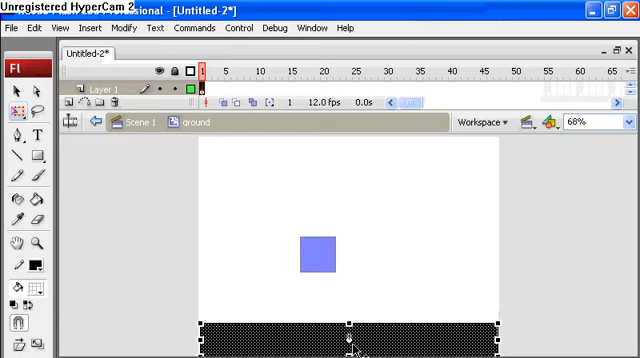 Unregistered HyperCam 2
Professional - [Untitled-2*]
File Edit View Insert Modify Text Commands Control Debug Window Help
Untitled-2*
Fl
1 5 10 15 20 25 30 35 40 45 50 55 60 65
Layer 1
1 12.0 fps 0.0s
Scene 1 ground Workspace 68%
T